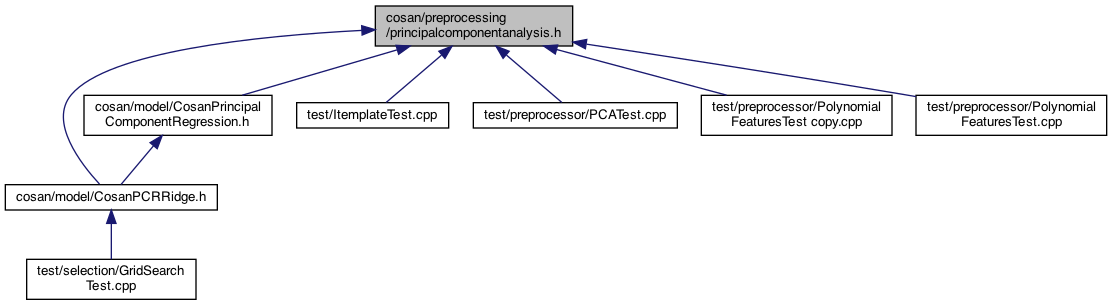 cosan/preprocessing
/principalcomponentanalysis.h
cosan/model/CosanPrincipal
ComponentRegression.h
test/ItemplateTest.cpp
test/preprocessor/PCATest.cpp
test/preprocessor/Polynomial
FeaturesTest copy.cpp
test/preprocessor/Polynomial
FeaturesTest.cpp
cosan/model/CosanPCRRidge.h
test/selection/GridSearch
Test.cpp